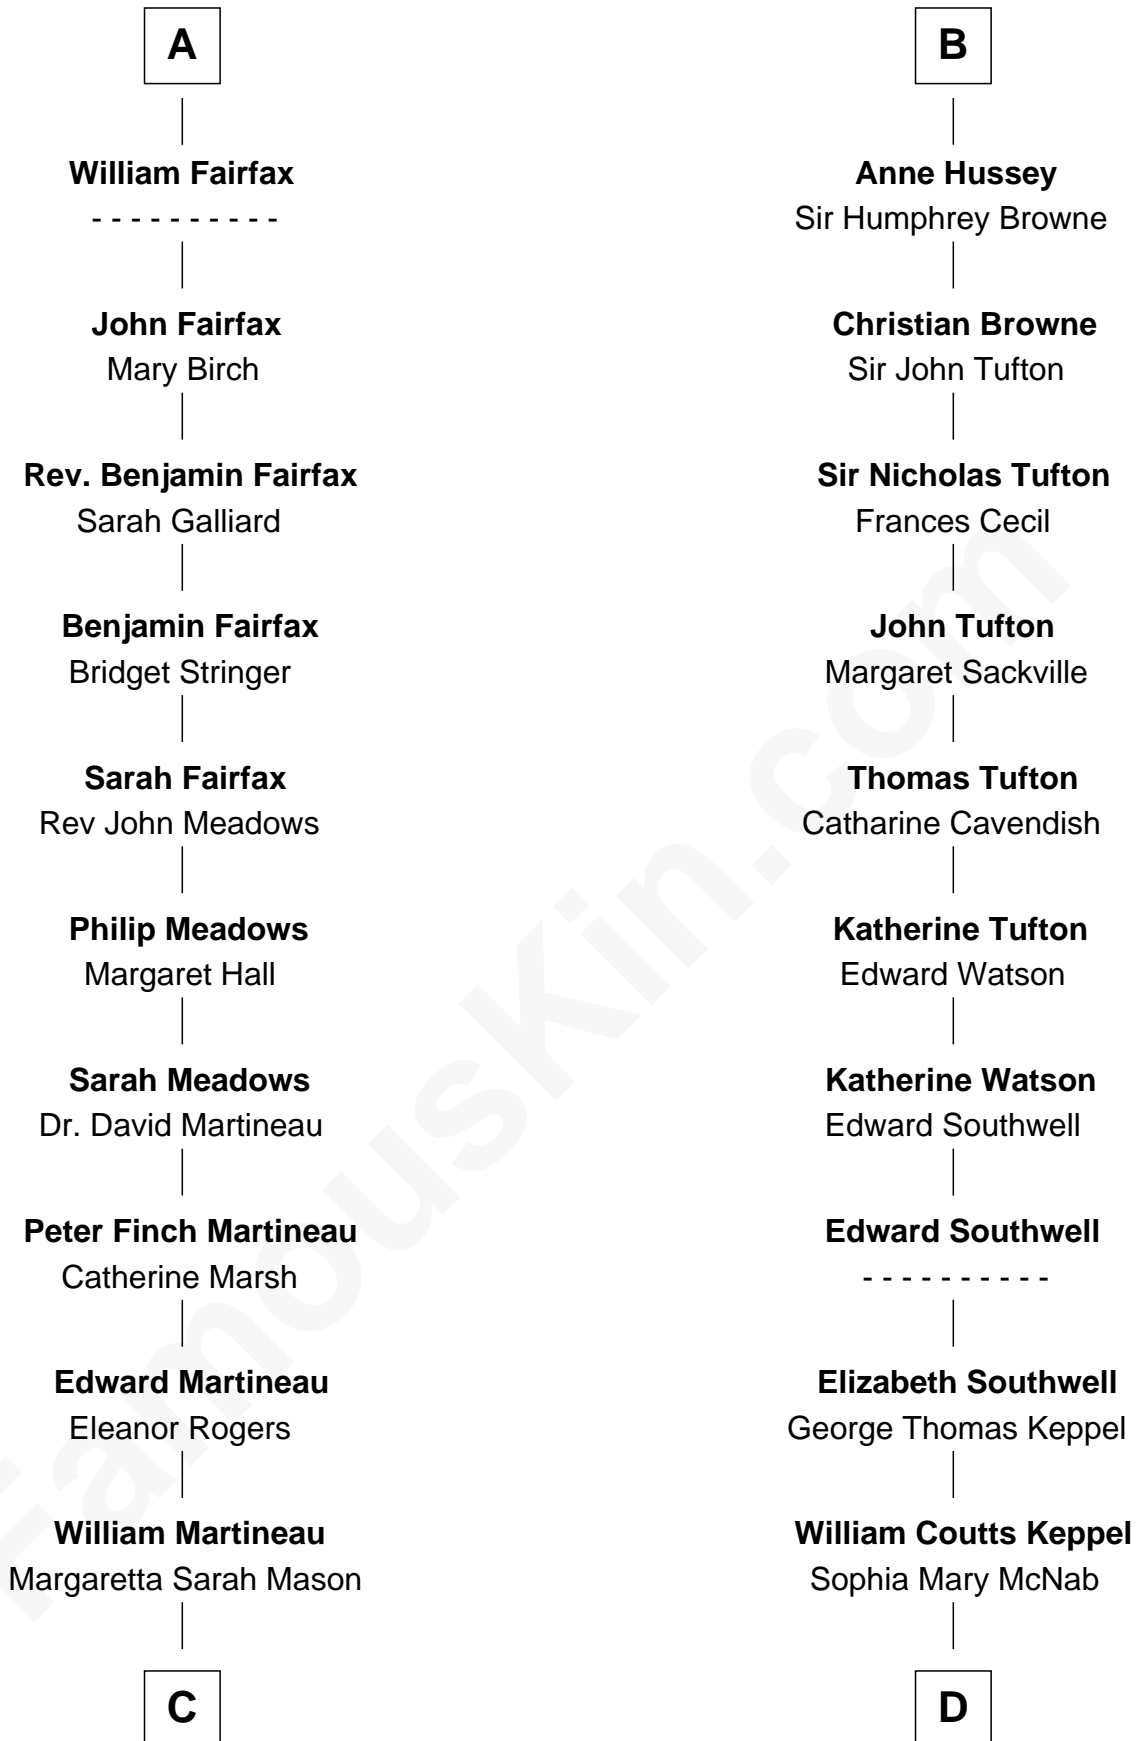 A
William Fairfax
- - - - - - - - - -
John Fairfax
Mary Birch
Rev. Benjamin Fairfax
Sarah Galliard
Benjamin Fairfax
Bridget Stringer
Sarah Fairfax
Rev John Meadows
Philip Meadows
Margaret Hall
Sarah Meadows
Dr. David Martineau
Peter Finch Martineau
Catherine Marsh
Edward Martineau
Eleanor Rogers
William Martineau
Margaretta Sarah Mason
C
B
Anne Hussey
Sir Humphrey Browne
Christian Browne
Sir John Tufton
Sir Nicholas Tufton
Frances Cecil
John Tufton
Margaret Sackville
Thomas Tufton
Catharine Cavendish
Katherine Tufton
Edward Watson
Katherine Watson
Edward Southwell
Edward Southwell
- - - - - - - - - -
Elizabeth Southwell
George Thomas Keppel
William Coutts Keppel
Sophia Mary McNab
D
FamousKin.com